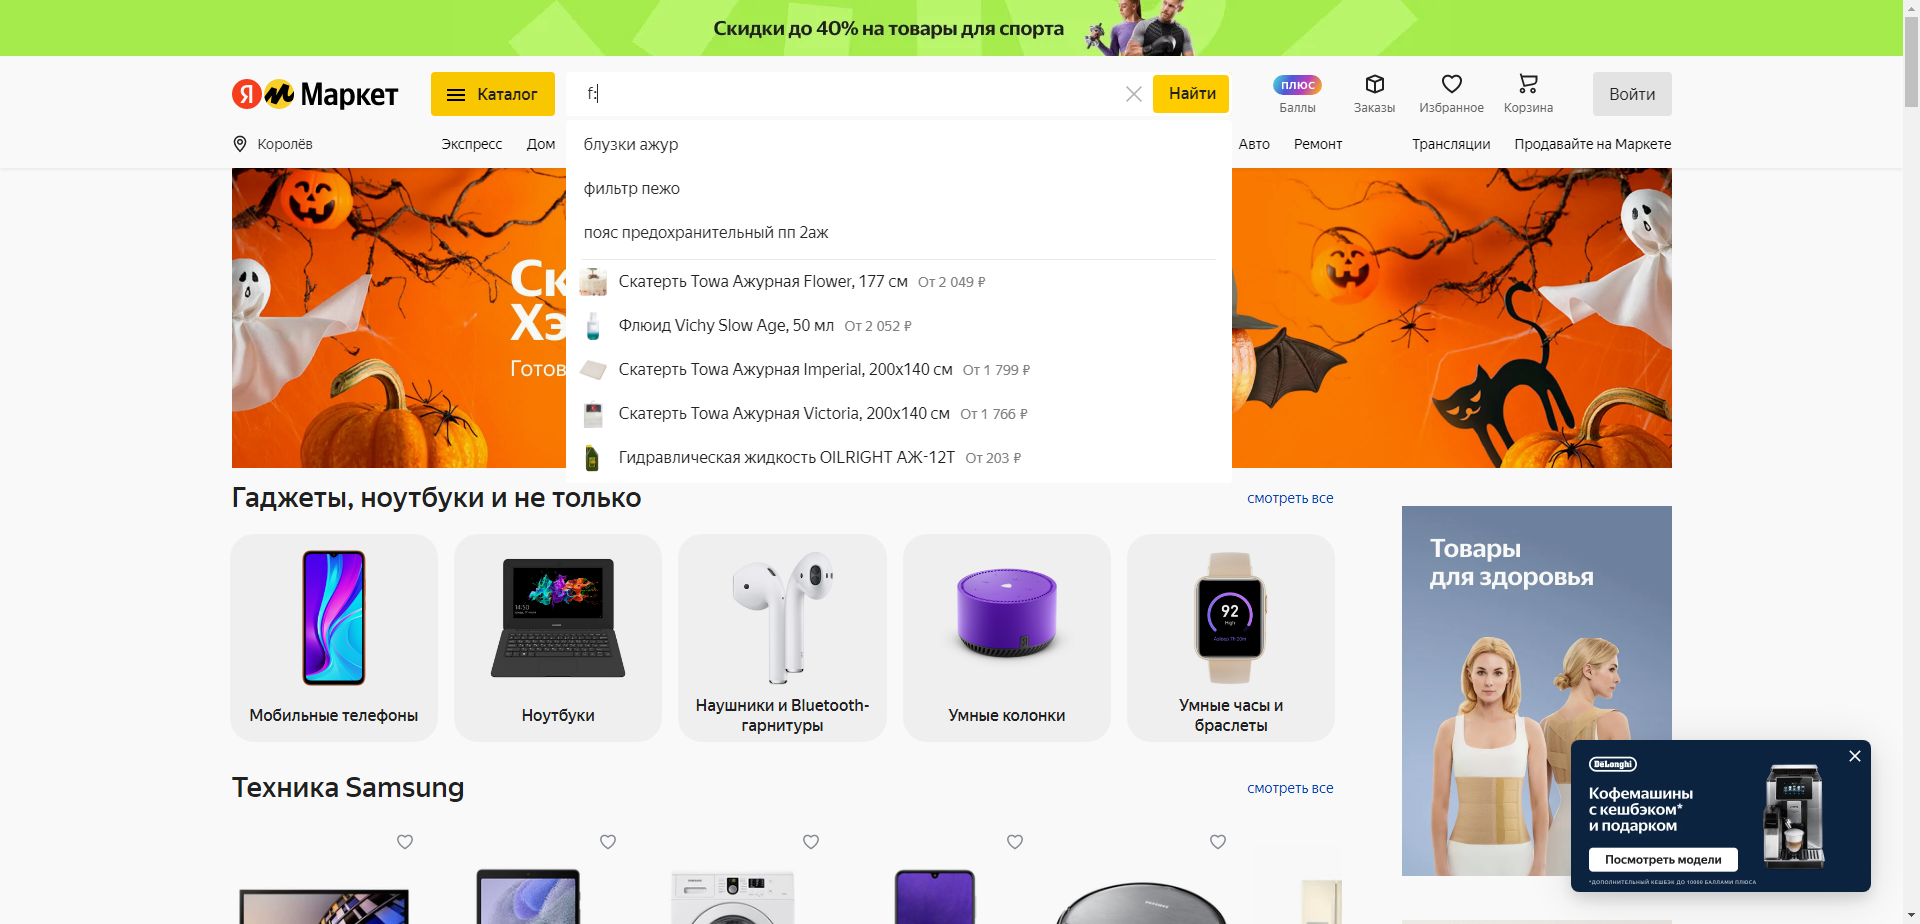 Скидки до 40% на товары для спорта
Я М Маркет
Каталог
f:
Найти
плюс
Баллы
Заказы
Избранное
Корзина
Войти
Королёв
Экспресс
Дом
Авто
Ремонт
Трансляции
Продавайте на Маркете
блузки ажур
фильтр пежо
пояс предохранительный пп 2аж
Скатерть Towa Ажурная Flower, 177 см От 2 049 ₽
Флюид Vichy Slow Age, 50 мл От 2 052 ₽
Скатерть Towa Ажурная Imperial, 200х140 см От 1 799 ₽
Скатерть Towa Ажурная Victoria, 200х140 см От 1 766 ₽
Гидравлическая жидкость OILRIGHT АЖ-12Т От 203 ₽
Ск
Хэ
Готов
Гаджеты, ноутбуки и не только
смотреть все
14:50
92
High
Мобильные телефоны
Ноутбуки
Наушники и Bluetooth-
гарнитуры
Умные колонки
Умные часы и
браслеты
Товары
для здоровья
Техника Samsung
смотреть все
DeLonghi
Кофемашины
с кешбэком*
и подарком
Посмотреть модели
*ДОПОЛНИТЕЛЬНЫЙ КЕШБЭК ДО 10000 БАЛЛАМИ ПЛЮСА